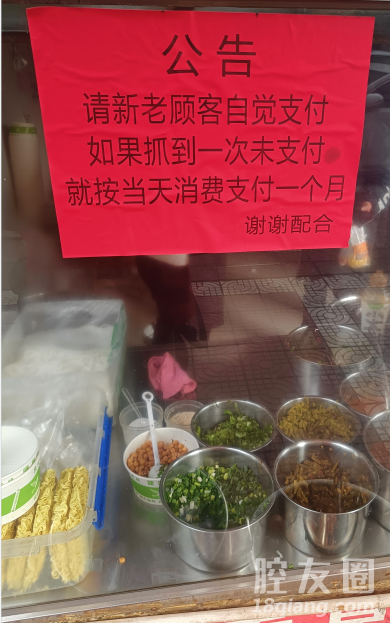 公告
请新老顾客自觉支付
如果抓到一次未支付
就按当天消费支付一个月
谢谢配合
腔友圈
18qiang.com